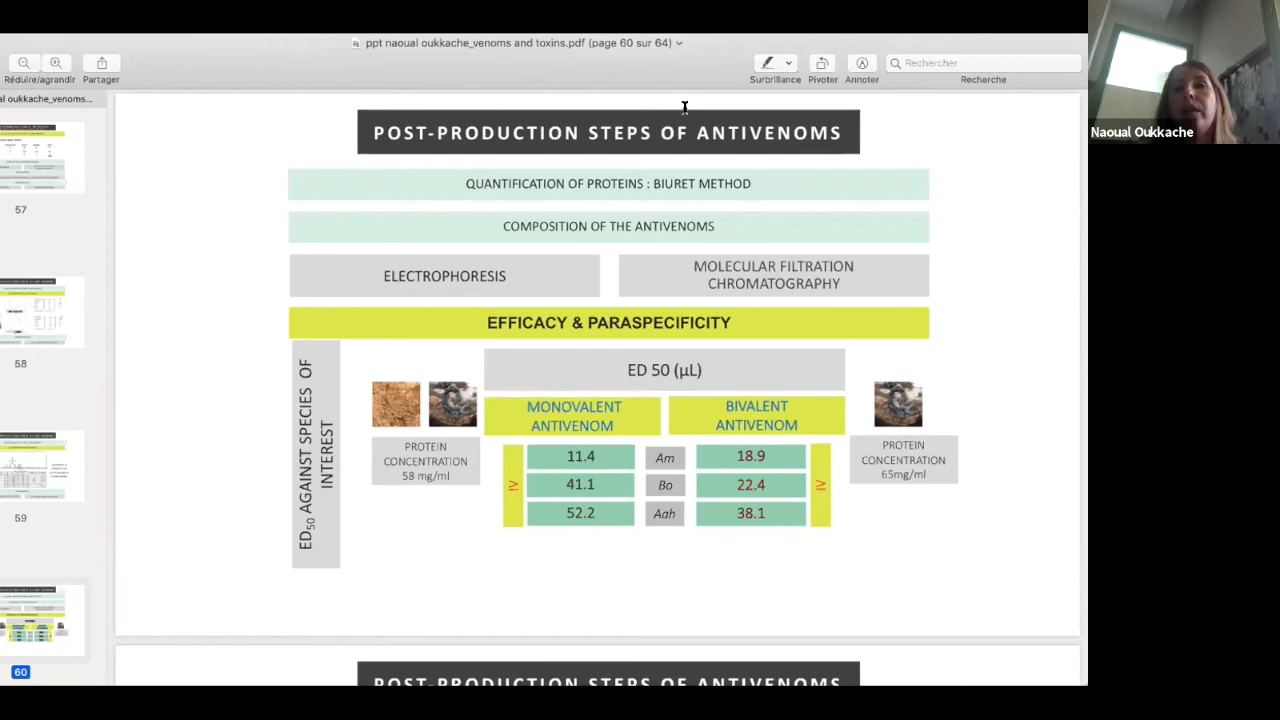 ppt naoual oukkache_venoms and toxins.pdf (page 60 sur 64)
Réduire/agrandir
Partager
Surbrillance
Pivoter
Annoter
Rechercher
Recherche
al oukkache_venoms...
Naoual Oukkache
57
58
59
60
POST-PRODUCTION STEPS OF ANTIVENOMS
QUANTIFICATION OF PROTEINS : BIURET METHOD
COMPOSITION OF THE ANTIVENOMS
ELECTROPHORESIS
MOLECULAR FILTRATION
CHROMATOGRAPHY
EFFICACY & PARASPECIFICITY
ED50 AGAINST SPECIES OF
INTEREST
ED 50 (µL)
MONOVALENT
ANTIVENOM
BIVALENT
ANTIVENOM
PROTEIN
CONCENTRATION
58 mg/ml
≥
11.4 Am 18.9
41.1 Bo 22.4
52.2 Aah 38.1
≥
PROTEIN
CONCENTRATION
65mg/ml
POST-PRODUCTION STEPS OF ANTIVENOMS